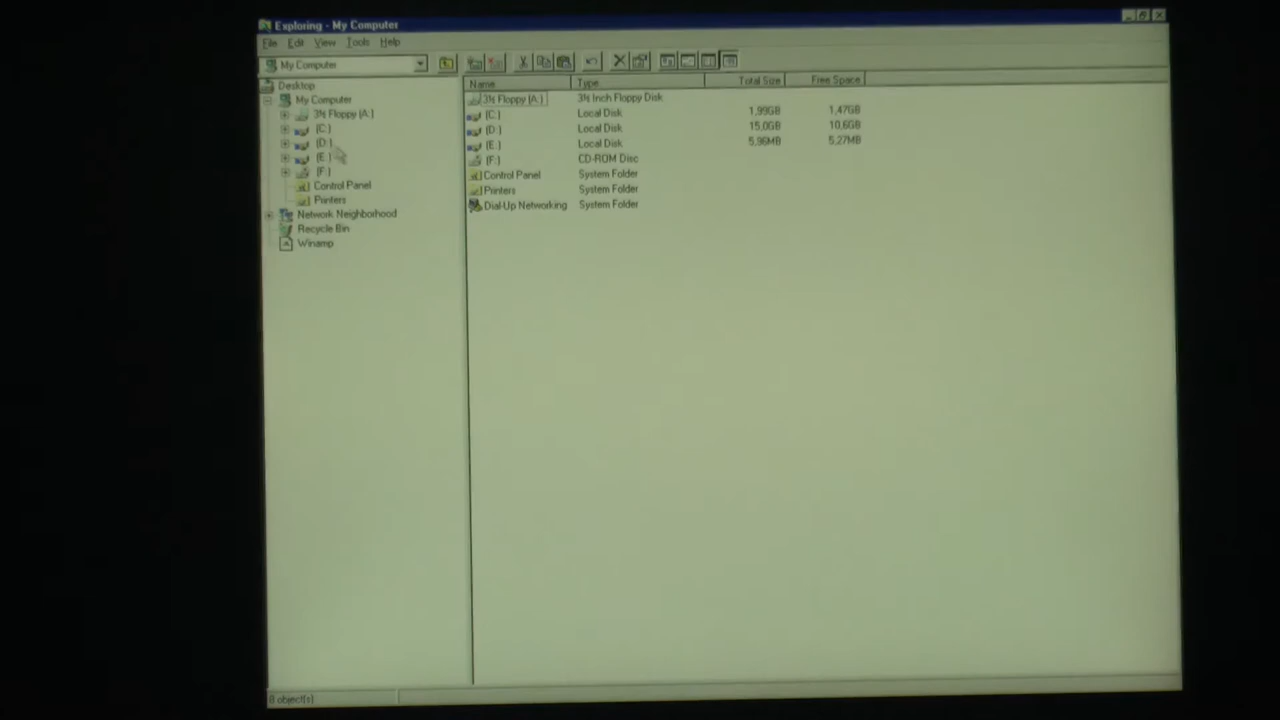 Exploring - My Computer
File Edit View Tools Help
My Computer
Name Type Total Size Free Space
Desktop
My Computer
3½ Floppy (A:)
(C:)
(D:)
(E:)
(F:)
Control Panel
Printers
Network Neighborhood
Recycle Bin
Winamp
3½ Floppy (A:) 3½ Inch Floppy Disk
(C:) Local Disk 1,99GB 1,47GB
(D:) Local Disk 15,0GB 10,6GB
(E:) Local Disk 5,96MB 5,27MB
(F:) CD-ROM Disc
Control Panel System Folder
Printers System Folder
Dial-Up Networking System Folder
8 object(s)